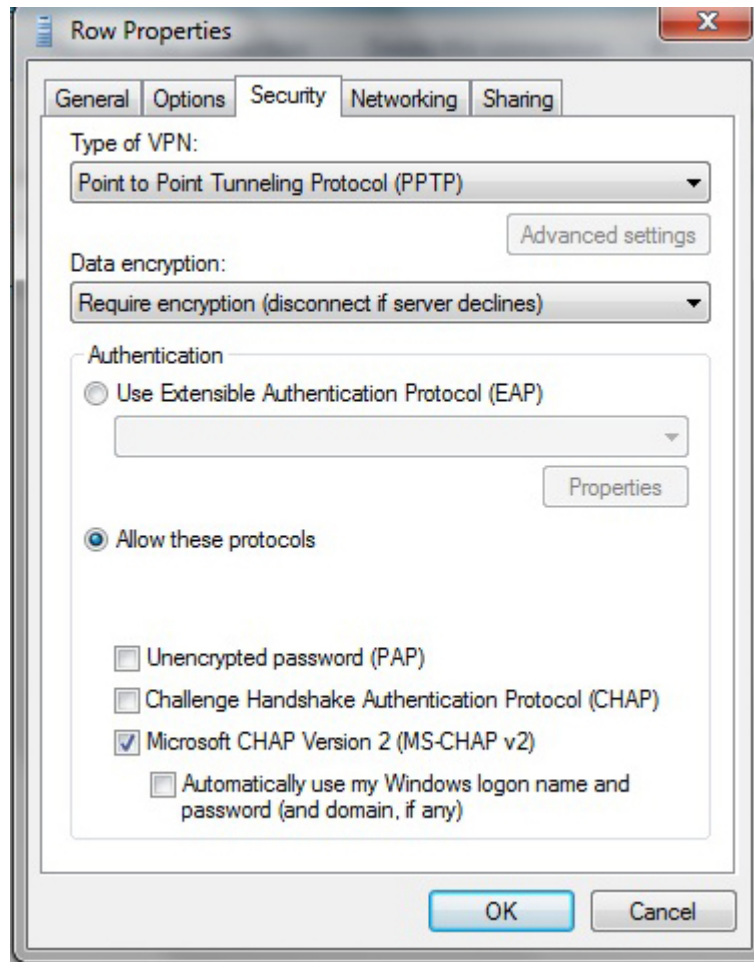 Row Properties
General Options Security Networking Sharing
Type of VPN:
Point to Point Tunneling Protocol (PPTP)
Advanced settings
Data encryption:
Require encryption (disconnect if server declines)
Authentication
Use Extensible Authentication Protocol (EAP)
Properties
Allow these protocols
Unencrypted password (PAP)
Challenge Handshake Authentication Protocol (CHAP)
Microsoft CHAP Version 2 (MS-CHAP v2)
Automatically use my Windows logon name and
password (and domain, if any)
OK Cancel